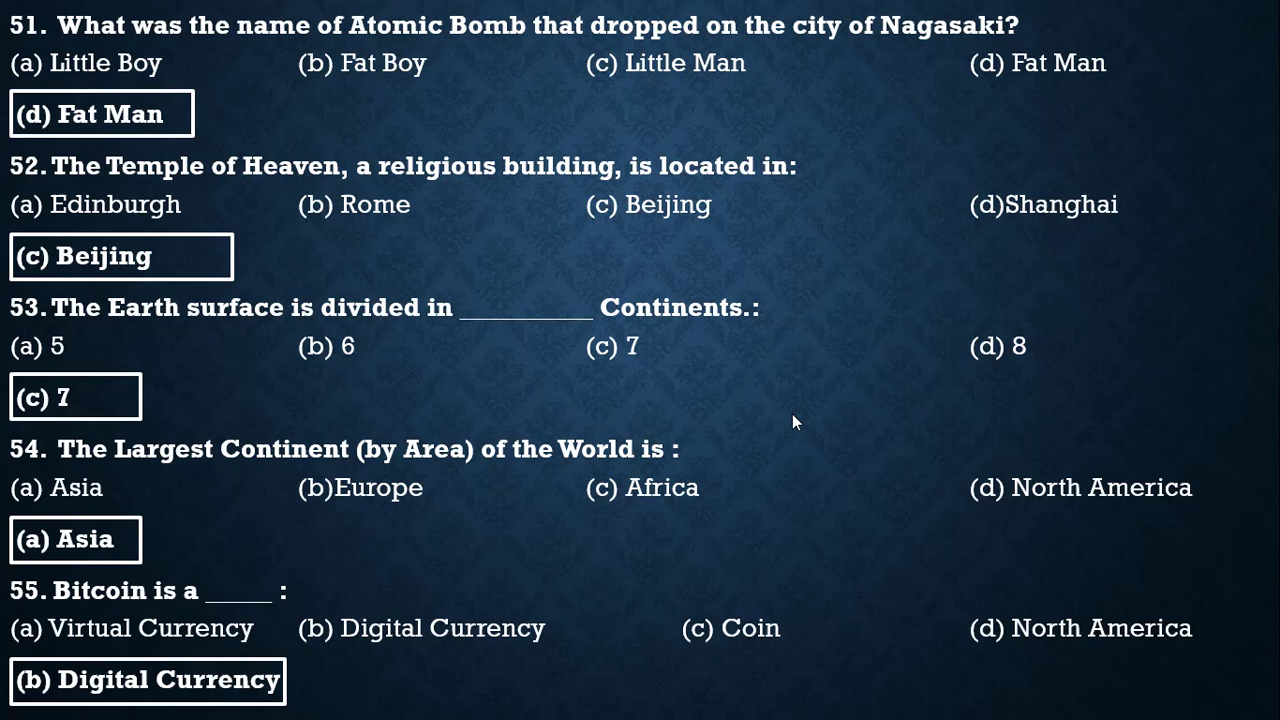 51. What was the name of Atomic Bomb that dropped on the city of Nagasaki?
(a) Little Boy (b) Fat Boy (c) Little Man (d) Fat Man
(d) Fat Man
52. The Temple of Heaven, a religious building, is located in:
(a) Edinburgh (b) Rome (c) Beijing (d)Shanghai
(c) Beijing
53. The Earth surface is divided in __________ Continents.:
(a) 5 (b) 6 (c) 7 (d) 8
(c) 7
54. The Largest Continent (by Area) of the World is :
(a) Asia (b)Europe (c) Africa (d) North America
(a) Asia
55. Bitcoin is a _____ :
(a) Virtual Currency (b) Digital Currency (c) Coin (d) North America
(b) Digital Currency